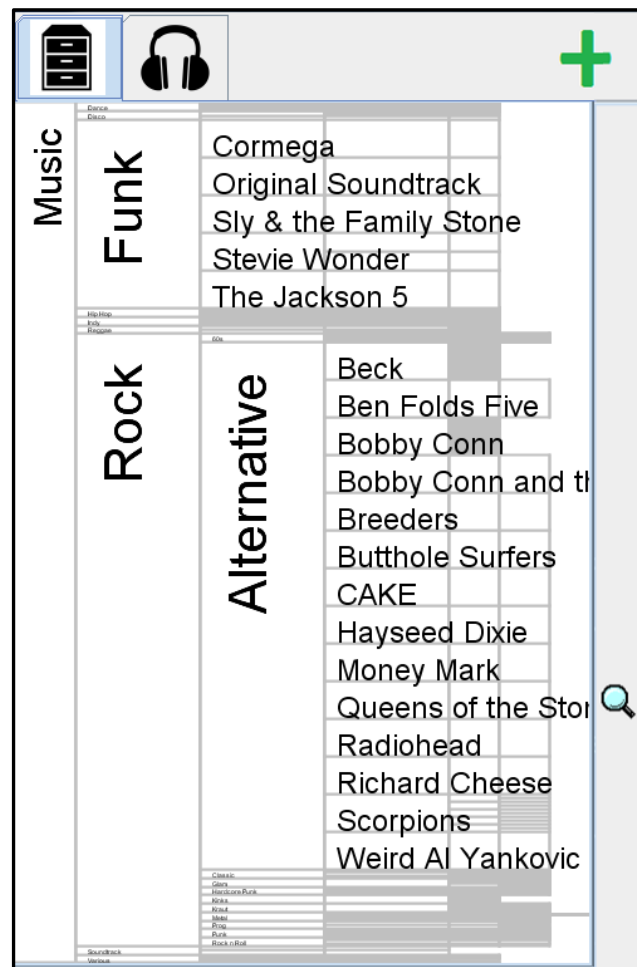 Music
Dance
Disco
Funk
Cormega
Original Soundtrack
Sly & the Family Stone
Stevie Wonder
The Jackson 5
Hip Hop
Indy
Reggae
Rock
60s
Alternative
Beck
Ben Folds Five
Bobby Conn
Bobby Conn and th
Breeders
Butthole Surfers
CAKE
Hayseed Dixie
Money Mark
Queens of the Stor
Radiohead
Richard Cheese
Scorpions
Weird Al Yankovic
Classic
Glam
Hardcore Punk
Kinks
Kraut
Metal
Prog
Punk
Rock n Roll
Soundtrack
Various